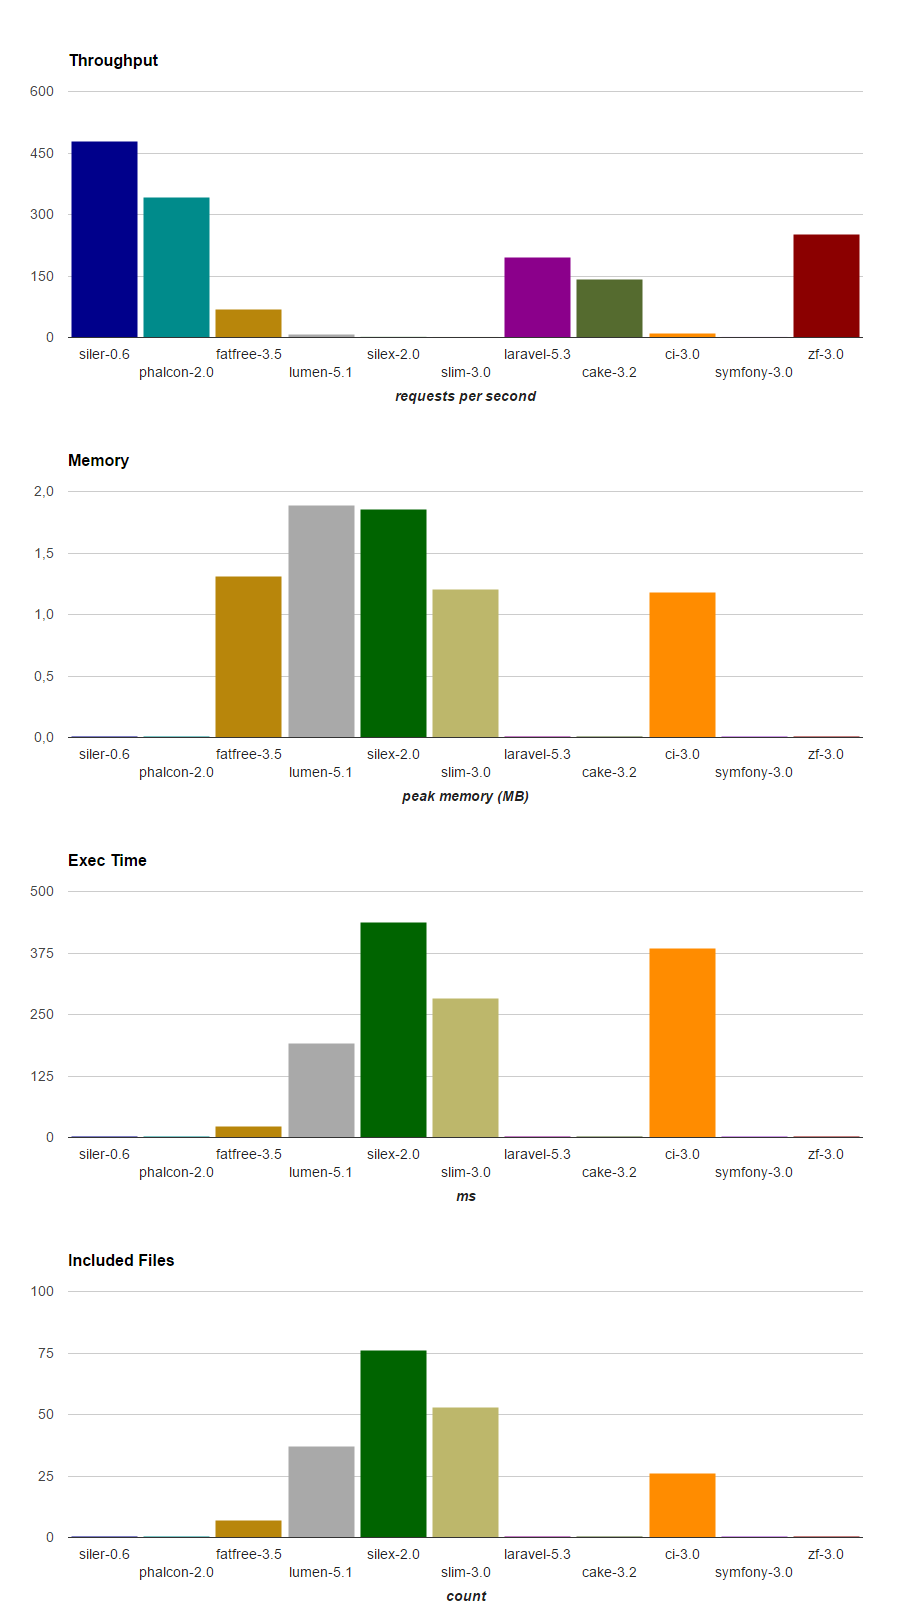 Throughput
600
450
300
150
0
siler-0.6
phalcon-2.0
fatfree-3.5
lumen-5.1
silex-2.0
slim-3.0
laravel-5.3
cake-3.2
ci-3.0
symfony-3.0
zf-3.0
requests per second
Memory
2,0
1,5
1,0
0,5
0,0
siler-0.6
phalcon-2.0
fatfree-3.5
lumen-5.1
silex-2.0
slim-3.0
laravel-5.3
cake-3.2
ci-3.0
symfony-3.0
zf-3.0
peak memory (MB)
Exec Time
500
375
250
125
0
siler-0.6
phalcon-2.0
fatfree-3.5
lumen-5.1
silex-2.0
slim-3.0
laravel-5.3
cake-3.2
ci-3.0
symfony-3.0
zf-3.0
ms
Included Files
100
75
50
25
0
siler-0.6
phalcon-2.0
fatfree-3.5
lumen-5.1
silex-2.0
slim-3.0
laravel-5.3
cake-3.2
ci-3.0
symfony-3.0
zf-3.0
count